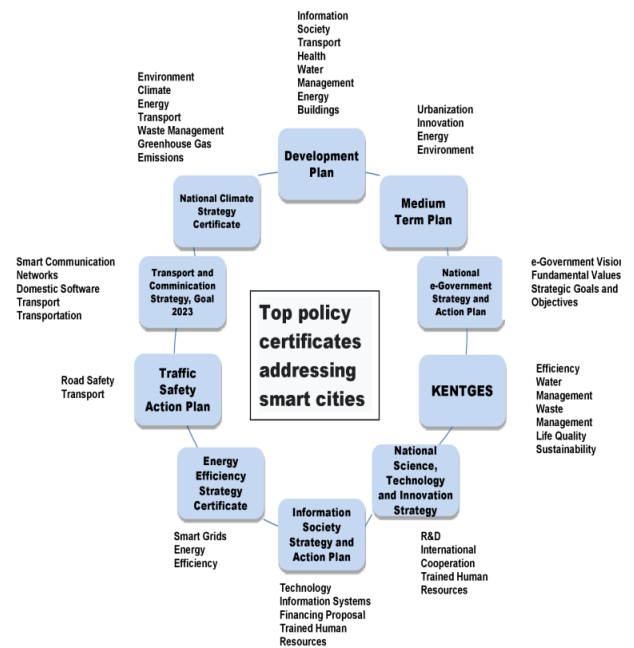 Information
Society
Transport
Health
Water
Management
Energy
Buildings
Development
Plan
Urbanization
Innovation
Energy
Environment
Medium
Term Plan
e-Government Vision
Fundamental Values
Strategic Goals and
Objectives
National
e-Government
Strategy and
Action Plan
Efficiency
Water
Management
Waste
Management
Life Quality
Sustainability
KENTGES
National
Science,
Technology
and Innovation
Strategy
R&D
International
Cooperation
Trained Human
Resources
Information
Society
Strategy and
Action Plan
Technology
Information Systems
Financing Proposal
Trained Human
Resources
Energy
Efficiency
Strategy
Certificate
Smart Grids
Energy
Efficiency
Traffic
Safety
Action Plan
Road Safety
Transport
Transport and
Comminication
Strategy, Goal
2023
Smart Communication
Networks
Domestic Software
Transport
Transportation
National Climate
Strategy
Certificate
Environment
Climate
Energy
Transport
Waste Management
Greenhouse Gas
Emissions
Top policy
certificates
addressing
smart cities